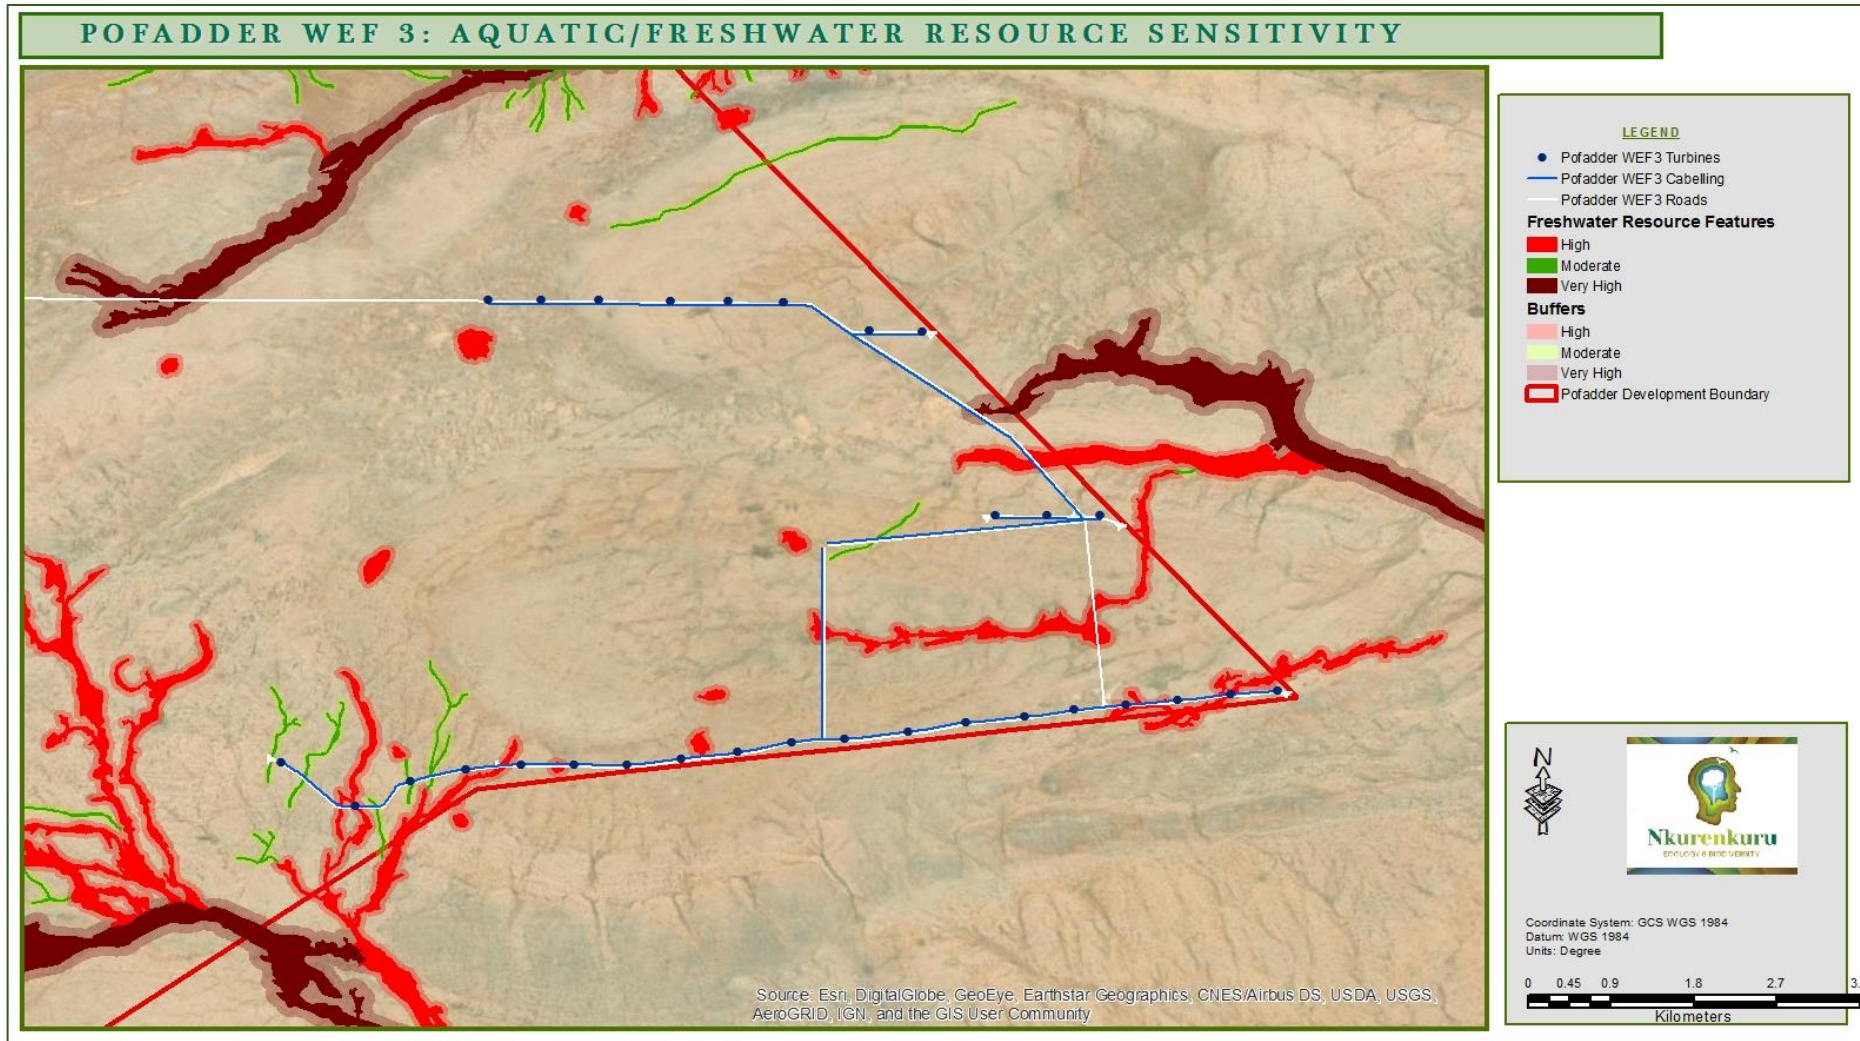 POFADDER WEF 3: AQUATIC/FRESHWATER RESOURCE SENSITIVITY
LEGEND
Pofadder WEF3 Turbines
Pofadder WEF3 Cabelling
Pofadder WEF3 Roads
Freshwater Resource Features
High
Moderate
Very High
Buffers
High
Moderate
Very High
Pofadder Development Boundary
N
Nkurenkuru
ECOLOGY & BIODIVERSITY
Coordinate System: GCS WGS 1984
Datum: WGS 1984
Units: Degree
0 0.45 0.9 1.8 2.7 3.
Kilometers
Source: Esri, DigitalGlobe, GeoEye, Earthstar Geographics, CNES/Airbus DS, USDA, USGS,
AeroGRID, IGN, and the GIS User Community